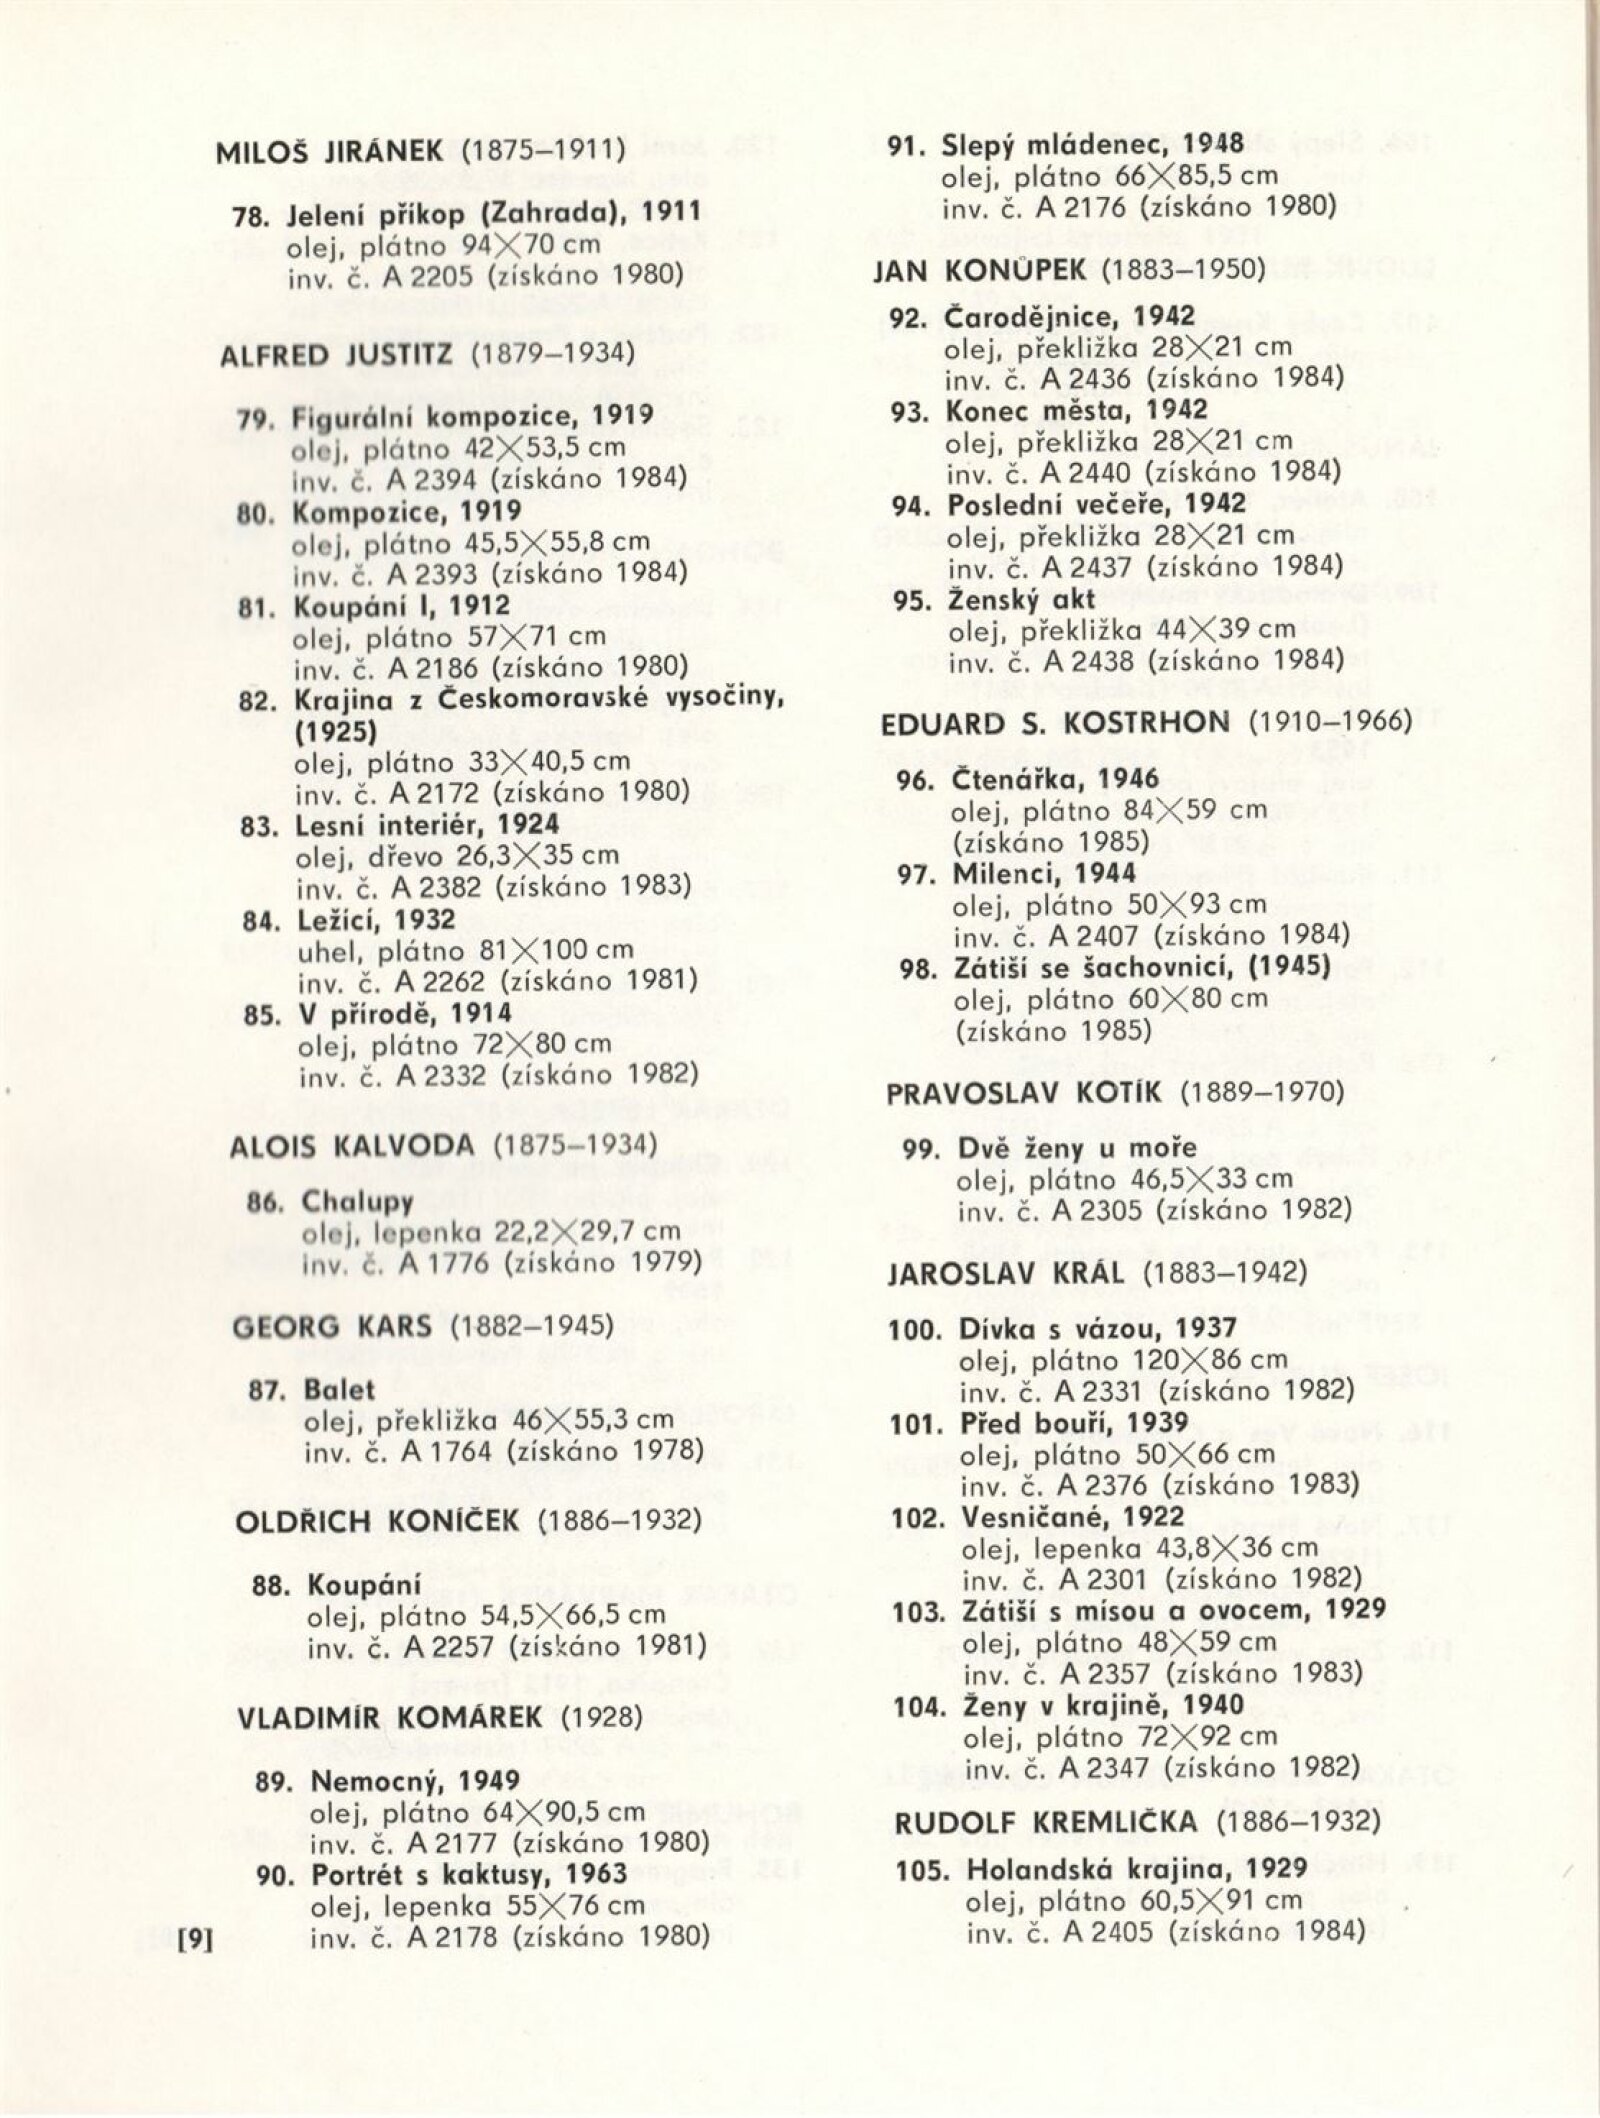 MILOŠ JIRÁNEK (1875–1911)
78. Jelení příkop (Zahrada), 1911
olej, plátno 94×70 cm
inv. č. A 2205 (získáno 1980)
ALFRED JUSTITZ (1879–1934)
79. Figurální kompozice, 1919
olej, plátno 42×53,5 cm
inv. č. A 2394 (získáno 1984)
80. Kompozice, 1919
olej, plátno 45,5×55,8 cm
inv. č. A 2393 (získáno 1984)
81. Koupání I, 1912
olej, plátno 57×71 cm
inv. č. A 2186 (získáno 1980)
82. Krajina z Českomoravské vysočiny,
(1925)
olej, plátno 33×40,5 cm
inv. č. A 2172 (získáno 1980)
83. Lesní interiér, 1924
olej, dřevo 26,3×35 cm
inv. č. A 2382 (získáno 1983)
84. Ležící, 1932
uhel, plátno 81×100 cm
inv. č. A 2262 (získáno 1981)
85. V přírodě, 1914
olej, plátno 72×80 cm
inv. č. A 2332 (získáno 1982)
ALOIS KALVODA (1875–1934)
86. Chalupy
olej, lepenka 22,2×29,7 cm
inv. č. A 1776 (získáno 1979)
GEORG KARS (1882–1945)
87. Balet
olej, překližka 46×55,3 cm
inv. č. A 1764 (získáno 1978)
OLDŘICH KONÍČEK (1886–1932)
88. Koupání
olej, plátno 54,5×66,5 cm
inv. č. A 2257 (získáno 1981)
VLADIMÍR KOMÁREK (1928)
89. Nemocný, 1949
olej, plátno 64×90,5 cm
inv. č. A 2177 (získáno 1980)
90. Portrét s kaktusy, 1963
olej, lepenka 55×76 cm
inv. č. A 2178 (získáno 1980)
[9]
91. Slepý mládenec, 1948
olej, plátno 66×85,5 cm
inv. č. A 2176 (získáno 1980)
JAN KONŮPEK (1883–1950)
92. Čarodějnice, 1942
olej, překližka 28×21 cm
inv. č. A 2436 (získáno 1984)
93. Konec města, 1942
olej, překližka 28×21 cm
inv. č. A 2440 (získáno 1984)
94. Poslední večeře, 1942
olej, překližka 28×21 cm
inv. č. A 2437 (získáno 1984)
95. Ženský akt
olej, překližka 44×39 cm
inv. č. A 2438 (získáno 1984)
EDUARD S. KOSTRHON (1910–1966)
96. Čtenářka, 1946
olej, plátno 84×59 cm
(získáno 1985)
97. Milenci, 1944
olej, plátno 50×93 cm
inv. č. A 2407 (získáno 1984)
98. Zátiší se šachovnicí, (1945)
olej, plátno 60×80 cm
(získáno 1985)
PRAVOSLAV KOTÍK (1889–1970)
99. Dvě ženy u moře
olej, plátno 46,5×33 cm
inv. č. A 2305 (získáno 1982)
JAROSLAV KRÁL (1883–1942)
100. Dívka s vázou, 1937
olej, plátno 120×86 cm
inv. č. A 2331 (získáno 1982)
101. Před bouří, 1939
olej, plátno 50×66 cm
inv. č. A 2376 (získáno 1983)
102. Vesničané, 1922
olej, lepenka 43,8×36 cm
inv. č. A 2301 (získáno 1982)
103. Zátiší s mísou a ovocem, 1929
olej, plátno 48×59 cm
inv. č. A 2357 (získáno 1983)
104. Ženy v krajině, 1940
olej, plátno 72×92 cm
inv. č. A 2347 (získáno 1982)
RUDOLF KREMLIČKA (1886–1932)
105. Holandská krajina, 1929
olej, plátno 60,5×91 cm
inv. č. A 2405 (získáno 1984)